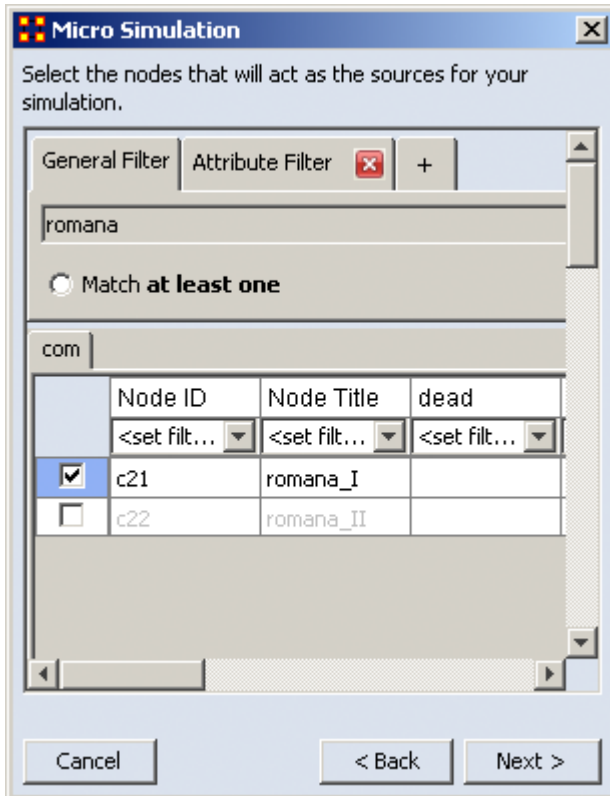 Micro Simulation
Select the nodes that will act as the sources for your
simulation.
General Filter Attribute Filter +
romana
Match at least one
com
Node ID Node Title dead
<set filt... <set filt... <set filt...
c21 romana_I
c22 romana_II
Cancel < Back Next >